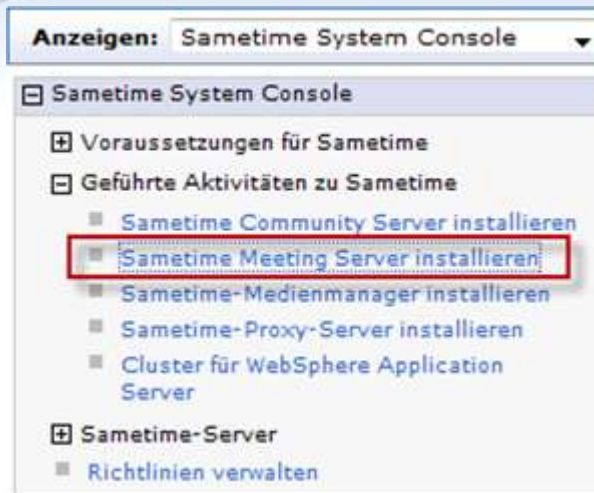 Anzeigen: Sametime System Console
Sametime System Console
Voraussetzungen für Sametime
Geführte Aktivitäten zu Sametime
Sametime Community Server installieren
Sametime Meeting Server installieren
Sametime-Medienmanager installieren
Sametime-Proxy-Server installieren
Cluster für WebSphere Application
Server
Sametime-Server
Richtlinien verwalten